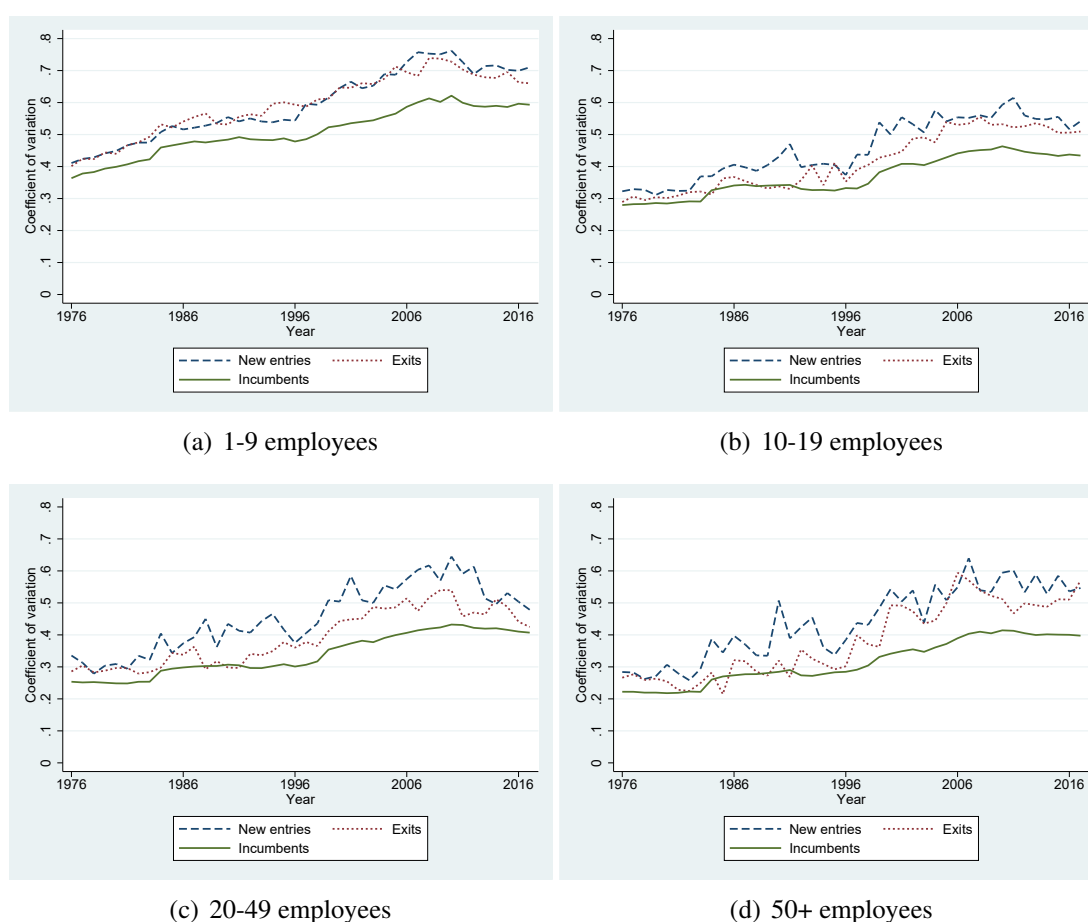 .8
.7
.6
.5
.4
.3
.2
.1
0
Coefficient of variation
1976 1986 1996 2006 2016
Year
New entries Exits
Incumbents
(a) 1-9 employees
.8
.7
.6
.5
.4
.3
.2
.1
0
Coefficient of variation
1976 1986 1996 2006 2016
Year
New entries Exits
Incumbents
(b) 10-19 employees
.8
.7
.6
.5
.4
.3
.2
.1
0
Coefficient of variation
1976 1986 1996 2006 2016
Year
New entries Exits
Incumbents
(c) 20-49 employees
.8
.7
.6
.5
.4
.3
.2
.1
0
Coefficient of variation
1976 1986 1996 2006 2016
Year
New entries Exits
Incumbents
(d) 50+ employees